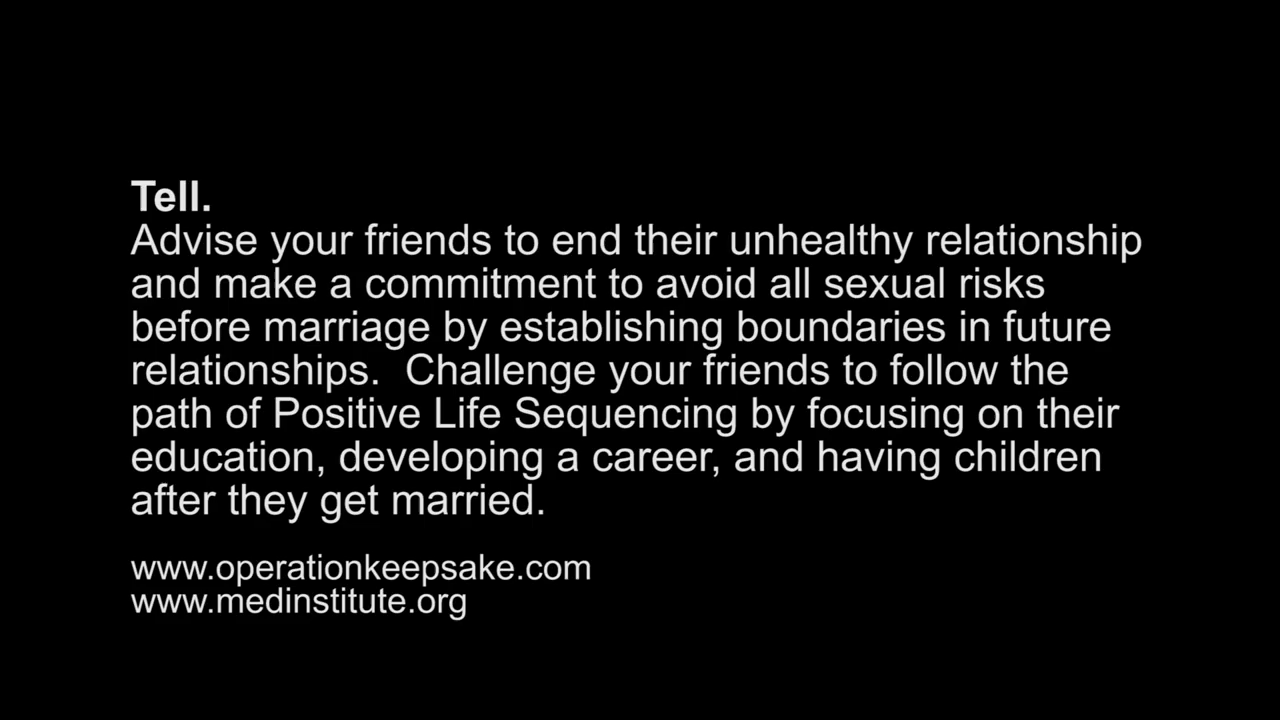 Tell.
Advise your friends to end their unhealthy relationship
and make a commitment to avoid all sexual risks
before marriage by establishing boundaries in future
relationships.  Challenge your friends to follow the
path of Positive Life Sequencing by focusing on their
education, developing a career, and having children
after they get married.
www.operationkeepsake.com
www.medinstitute.org